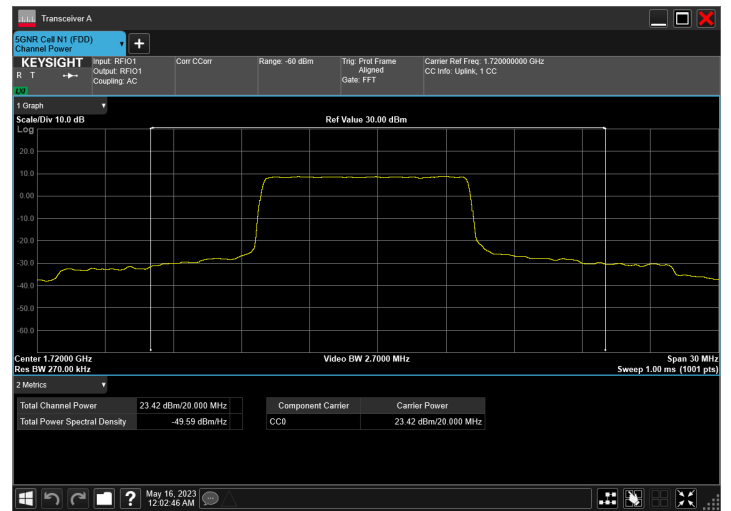 Transceiver A
5GNR Cell N1 (FDD)
Channel Power
KEYSIGHT
R T
LXI
Input: RFIO1
Output: RFIO1
Coupling: AC
Corr CCorr
Range: -60 dBm
Trig: Prot Frame
Aligned
Gate: FFT
Carrier Ref Freq: 1.720000000 GHz
CC Info: Uplink, 1 CC
1 Graph
Scale/Div 10.0 dB
Ref Value 30.00 dBm
Log
20.0
10.0
0.00
-10.0
-20.0
-30.0
-40.0
-50.0
-60.0
Center 1.72000 GHz
Video BW 2.7000 MHz
Span 30 MHz
Res BW 270.00 kHz
Sweep 1.00 ms (1001 pts)
2 Metrics
Total Channel Power 23.42 dBm/20.000 MHz
Total Power Spectral Density -49.59 dBm/Hz
Component Carrier Carrier Power
CC0 23.42 dBm/20.000 MHz
?
May 16, 2023
12:02:46 AM